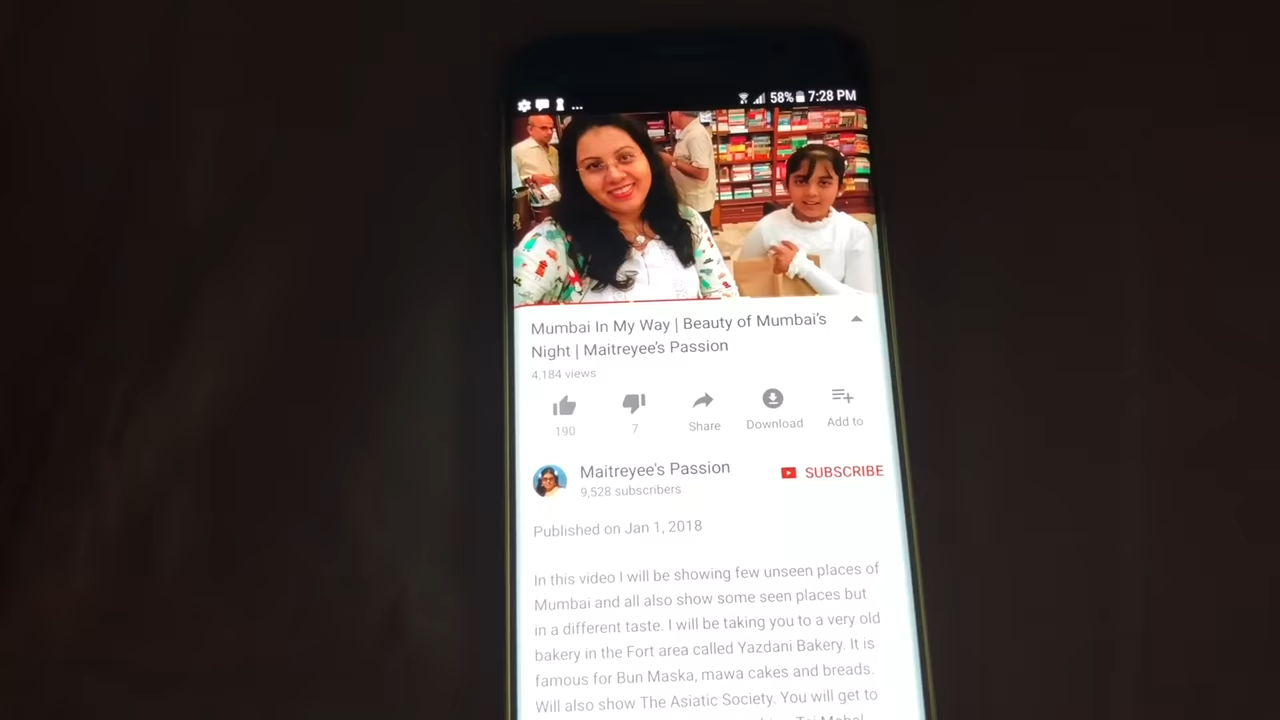 ... 58% 7:28 PM
Mumbai In My Way | Beauty of Mumbai's
Night | Maitreyee's Passion
4,184 views
190
7
Share
Download
Add to
Maitreyee's Passion
9,528 subscribers
SUBSCRIBE
Published on Jan 1, 2018
In this video I will be showing few unseen places of
Mumbai and all also show some seen places but
in a different taste. I will be taking you to a very old
bakery in the Fort area called Yazdani Bakery. It is
famous for Bun Maska, mawa cakes and breads.
Will also show The Asiatic Society. You will get to
Taj Mahal